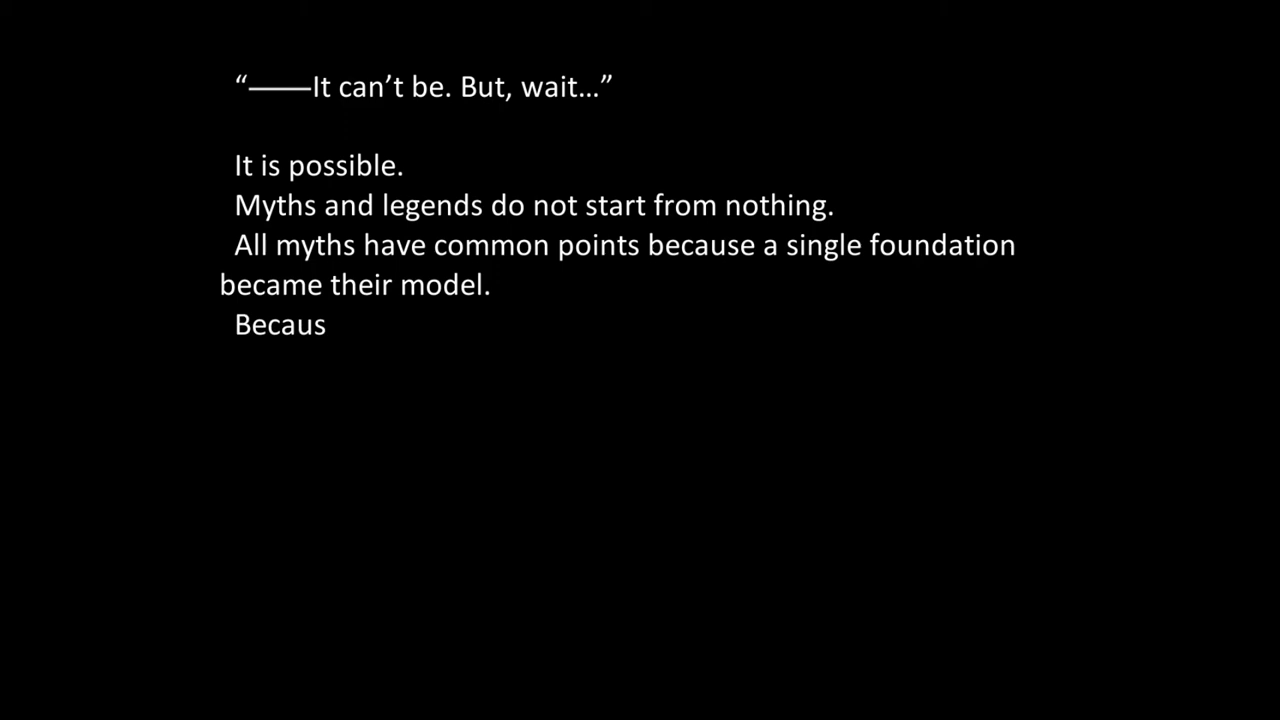 “——It can’t be. But, wait…”
It is possible.
Myths and legends do not start from nothing.
All myths have common points because a single foundation
became their model.
Becaus